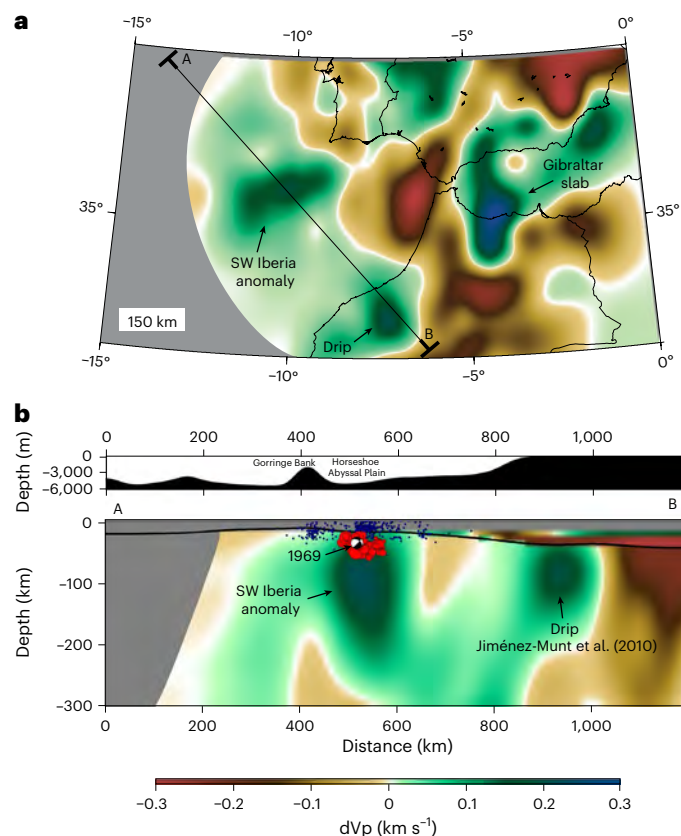 a
−15° −10° −5° 0°
A
Gibraltar
slab
35° 35°
SW Iberia
anomaly
150 km
Drip
B
−15° −10° −5° 0°
b
0 200 400 600 800 1,000
Depth (m)
0
−3,000
−6,000
Gorringe Bank
Horseshoe
Abyssal Plain
A B
Depth (km)
0
−100
−200
−300
1969
SW Iberia
anomaly
Drip
Jiménez-Munt et al. (2010)
0 200 400 600 800 1,000
Distance (km)
−0.3 −0.2 −0.1 0 0.1 0.2 0.3
dVp (km s⁻¹)